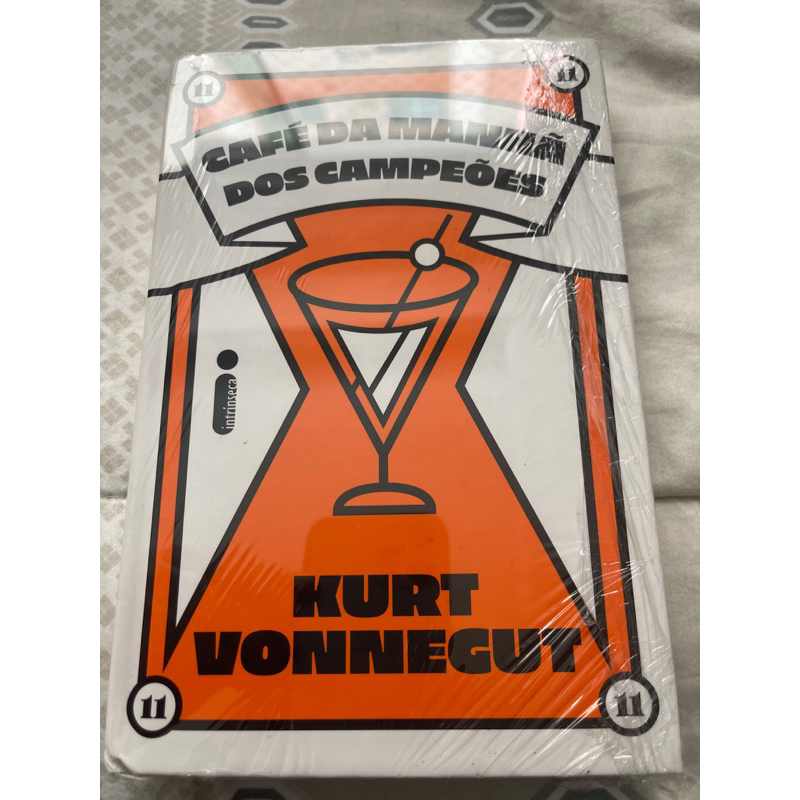 11 11
CAFÉ DA MANHÃ
DOS CAMPEÕES
intrínseca
KURT
VONNEGUT
11 11